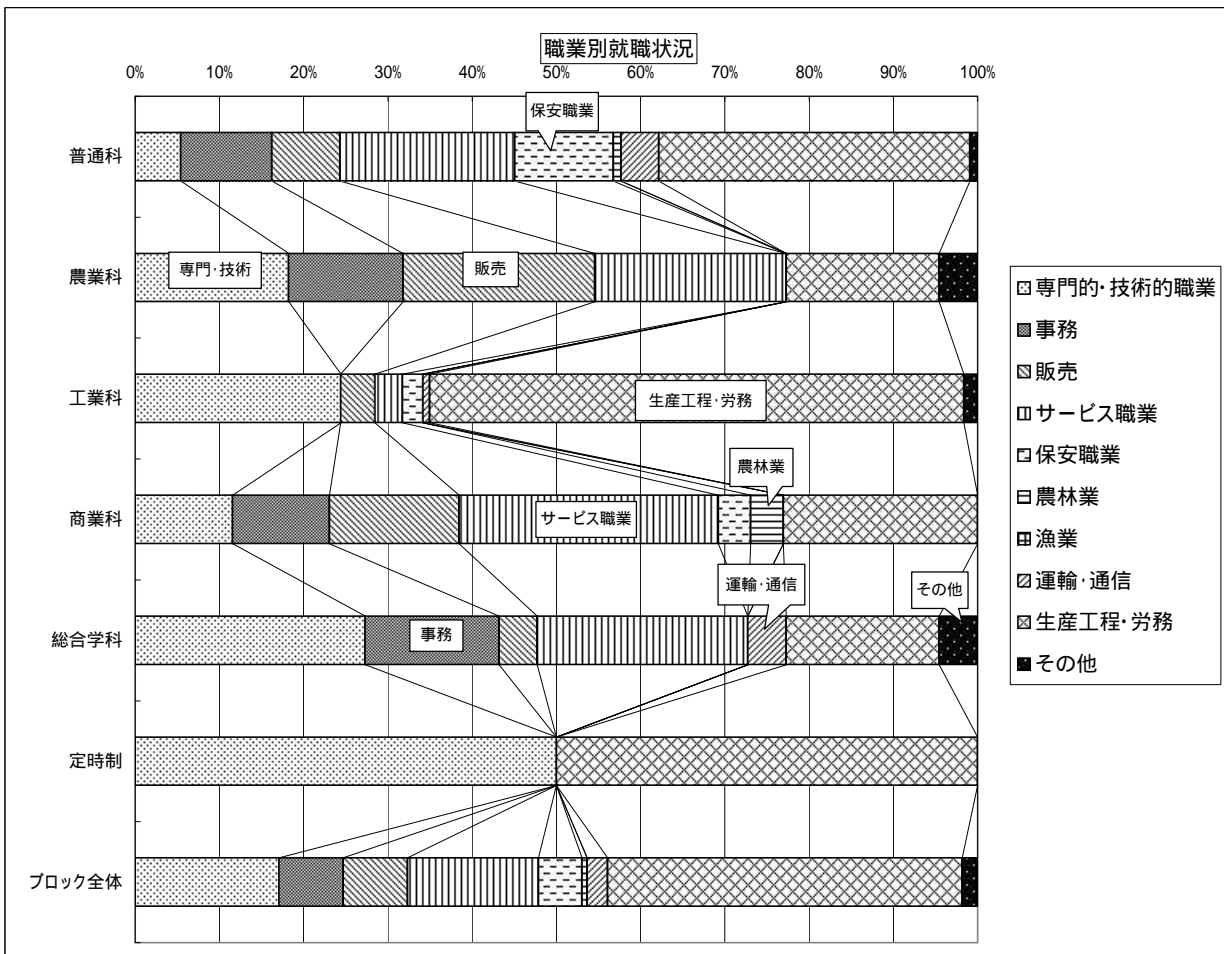 職業別就職状況
0% 10% 20% 30% 40% 50% 60% 70% 80% 90% 100%
保安職業
普通科
農業科
専門・技術
販売
工業科
生産工程・労務
農林業
商業科
サービス職業
運輸・通信
その他
総合学科
事務
定時制
ブロック全体
専門的・技術的職業
事務
販売
サービス職業
保安職業
農林業
漁業
運輸・通信
生産工程・労務
その他